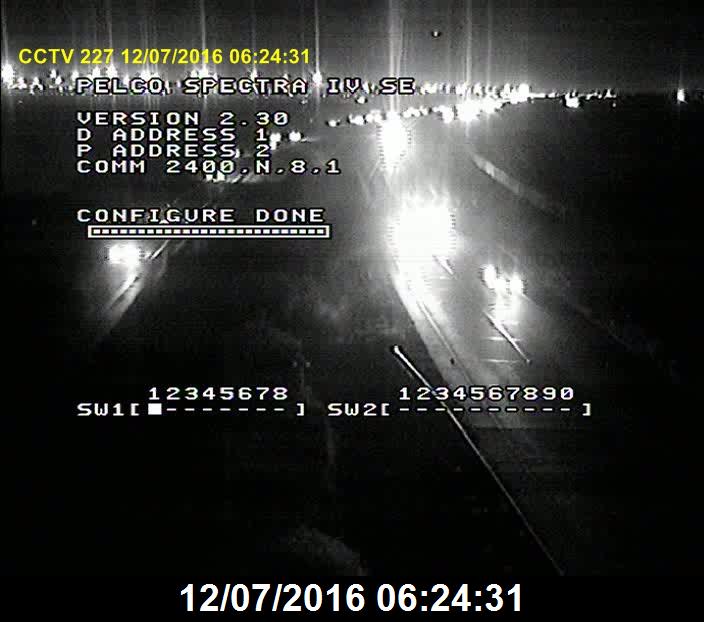 CCTV 227 12/07/2016 06:24:31
PELCO SPECTRA IV SE
VERSION 2.30
D ADDRESS 1
P ADDRESS 2
COMM 2400,N,8,1
CONFIGURE DONE
12345678 1234567890
SW1[■-------] SW2[----------]
12/07/2016 06:24:31